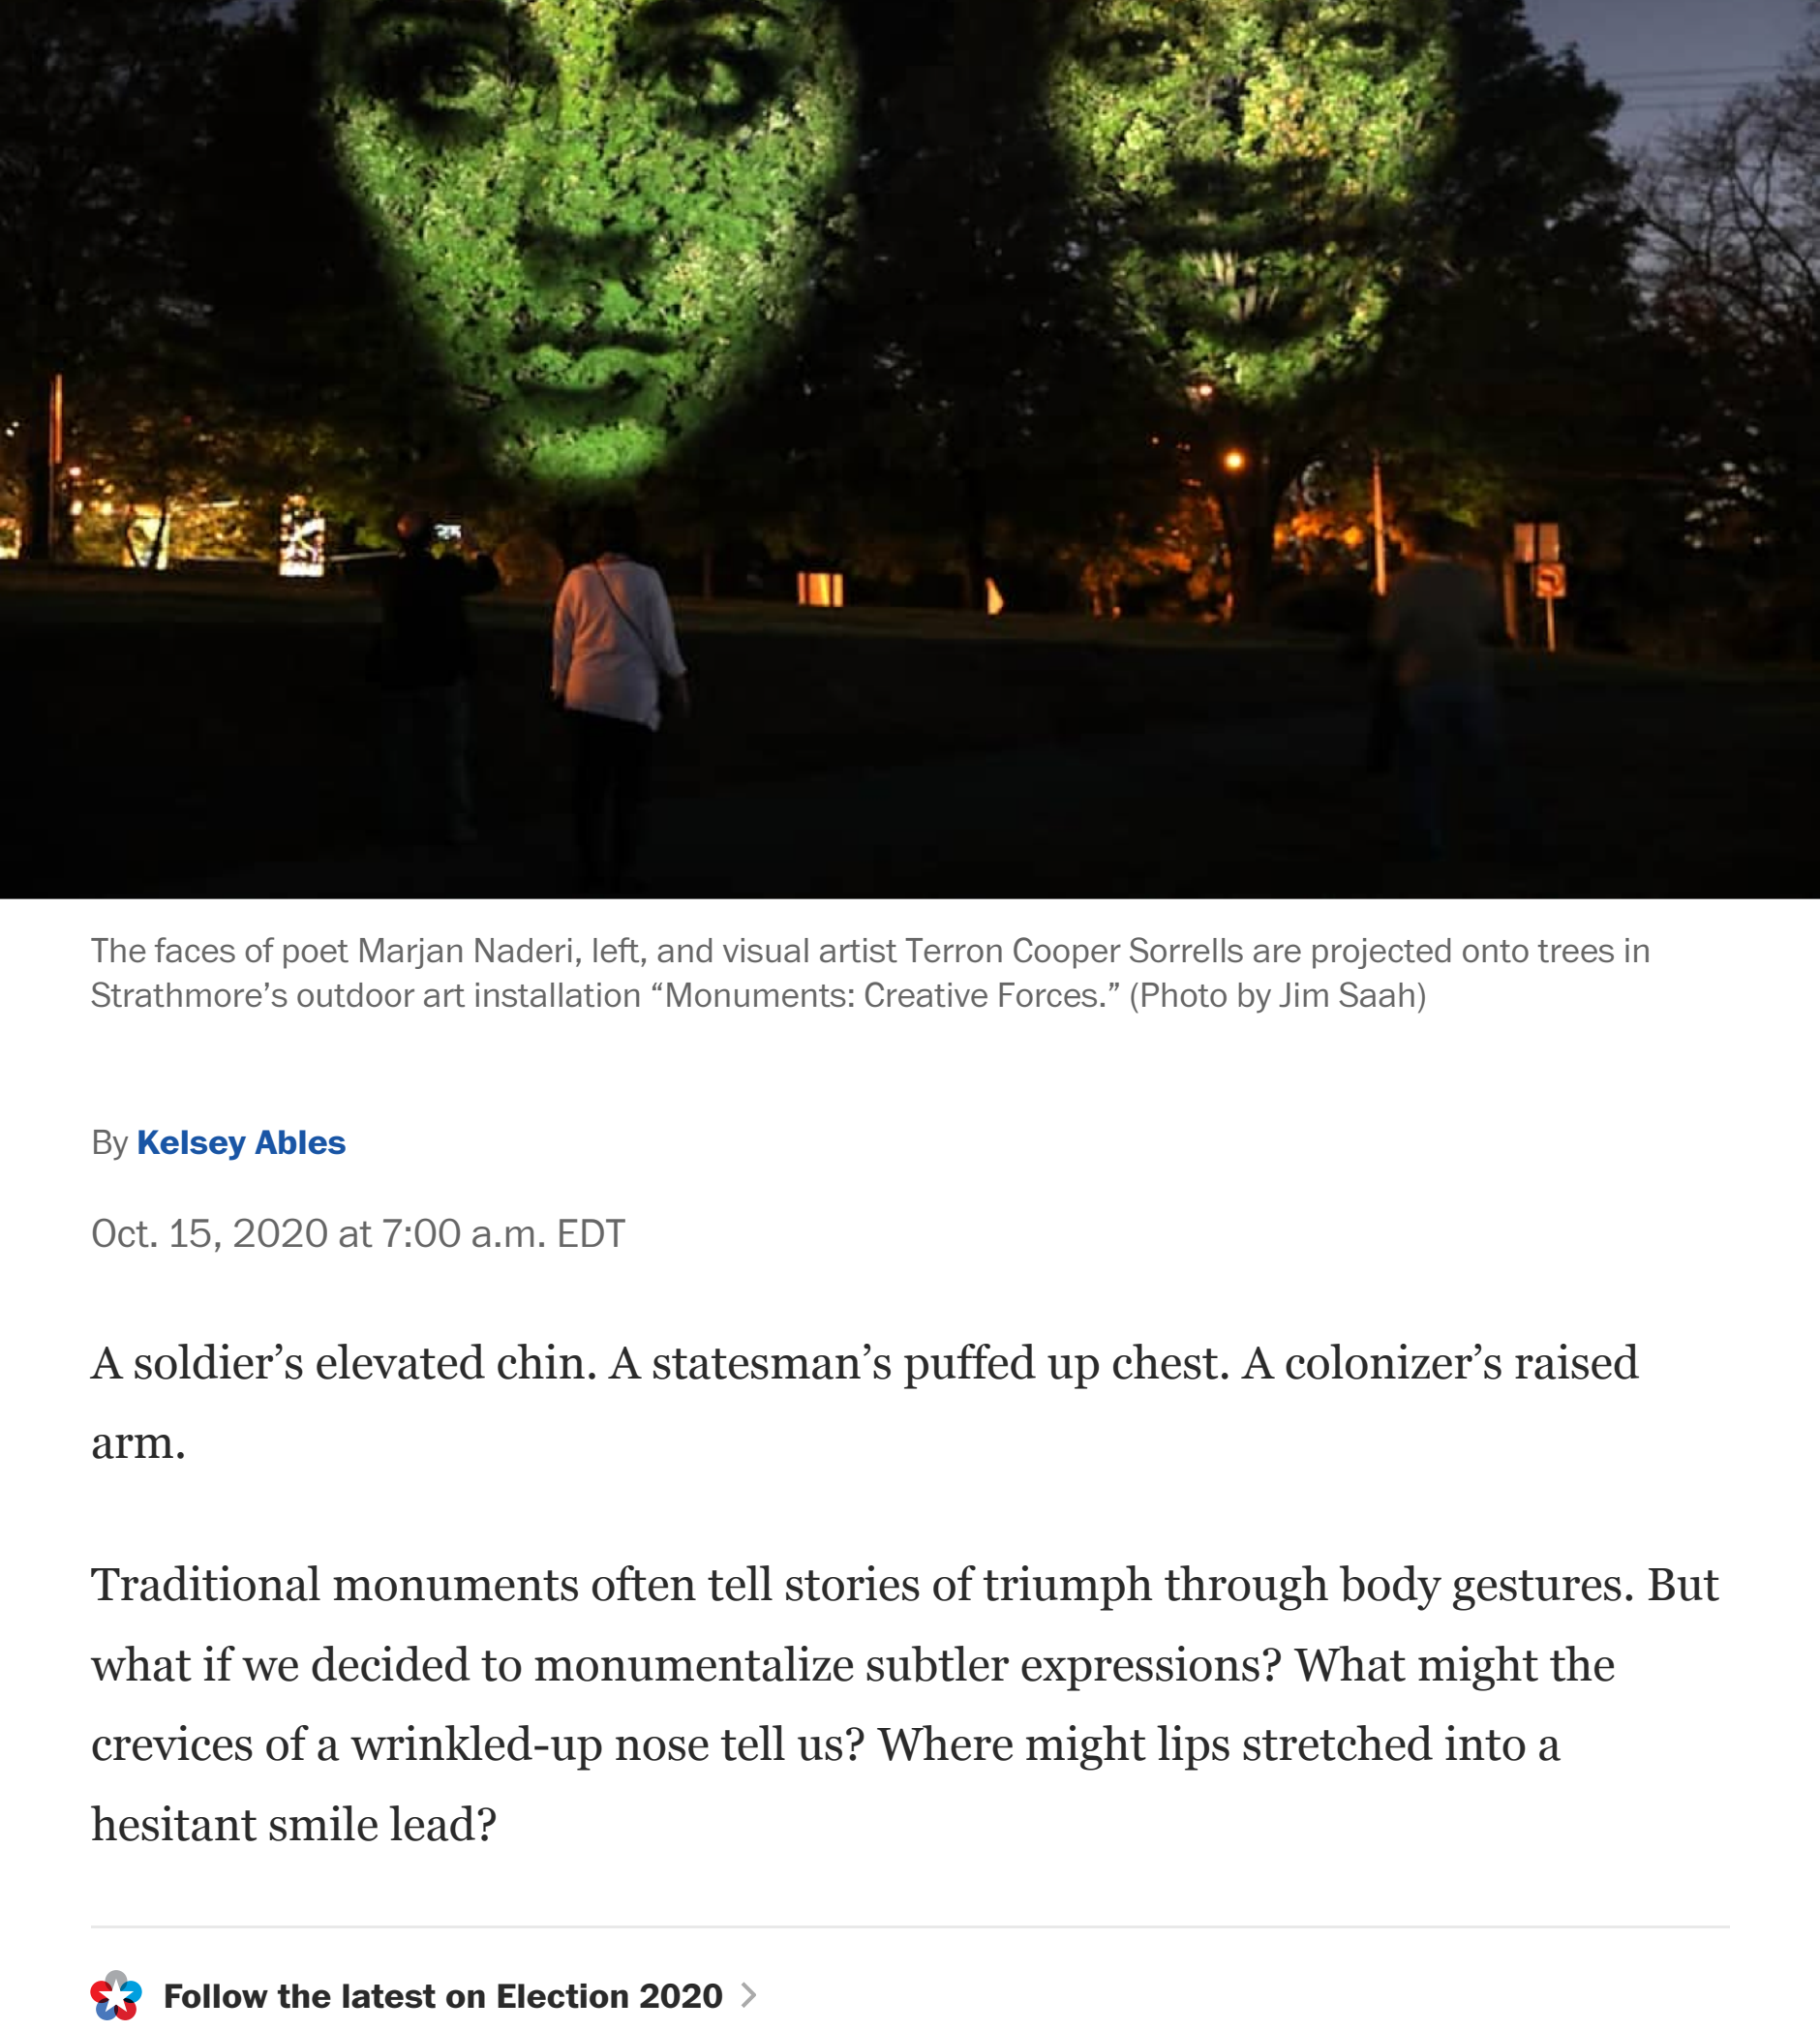 The faces of poet Marjan Naderi, left, and visual artist Terron Cooper Sorrells are projected onto trees in
Strathmore’s outdoor art installation “Monuments: Creative Forces.” (Photo by Jim Saah)
By Kelsey Ables
Oct. 15, 2020 at 7:00 a.m. EDT
A soldier’s elevated chin. A statesman’s puffed up chest. A colonizer’s raised
arm.
Traditional monuments often tell stories of triumph through body gestures. But
what if we decided to monumentalize subtler expressions? What might the
crevices of a wrinkled-up nose tell us? Where might lips stretched into a
hesitant smile lead?
Follow the latest on Election 2020